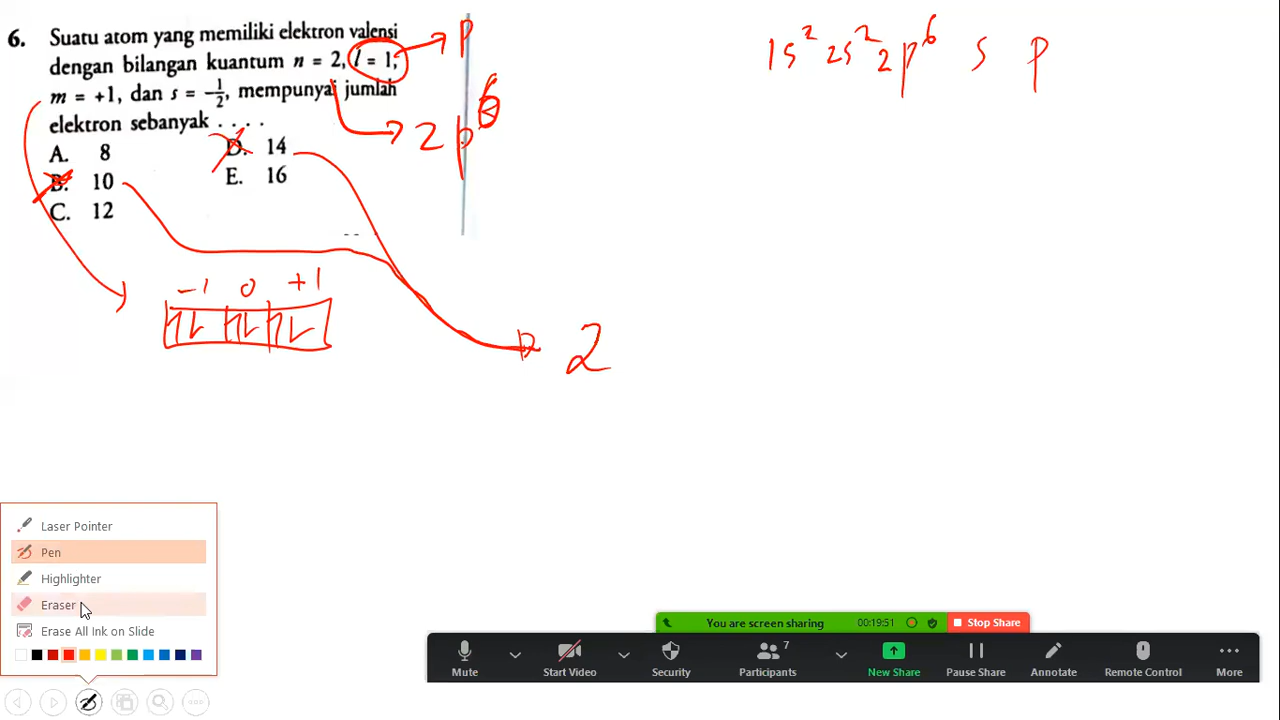 6. Suatu atom yang memiliki elektron valensi
dengan bilangan kuantum n = 2, l = 1,
m = +1, dan s = -1/2, mempunyai jumlah
elektron sebanyak . . . .
A. 8
B. 10
C. 12
D. 14
E. 16
p
2p⁶
1s² 2s² 2p⁶ s p
-1 0 +1
2
Laser Pointer
Pen
Highlighter
Eraser
Erase All Ink on Slide
You are screen sharing 00:19:51 Stop Share
Mute Start Video Security Participants 7 New Share Pause Share Annotate Remote Control More